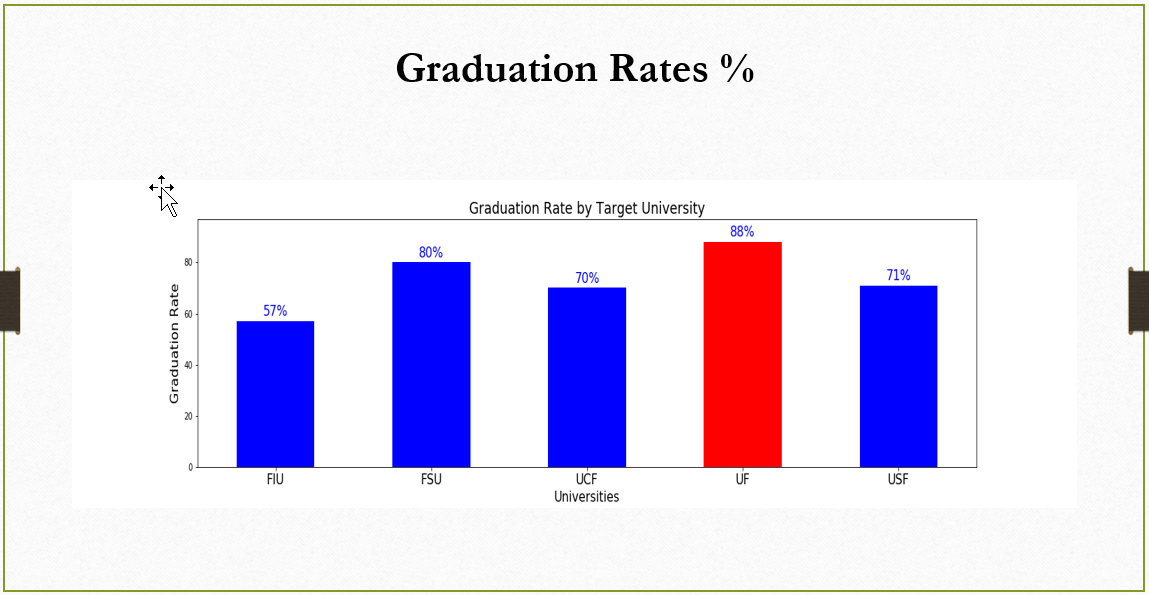 Graduation Rates %
Graduation Rate by Target University
88%
80%
71%
70%
57%
80
60
40
20
0
Graduation Rate
FIU FSU UCF UF USF
Universities